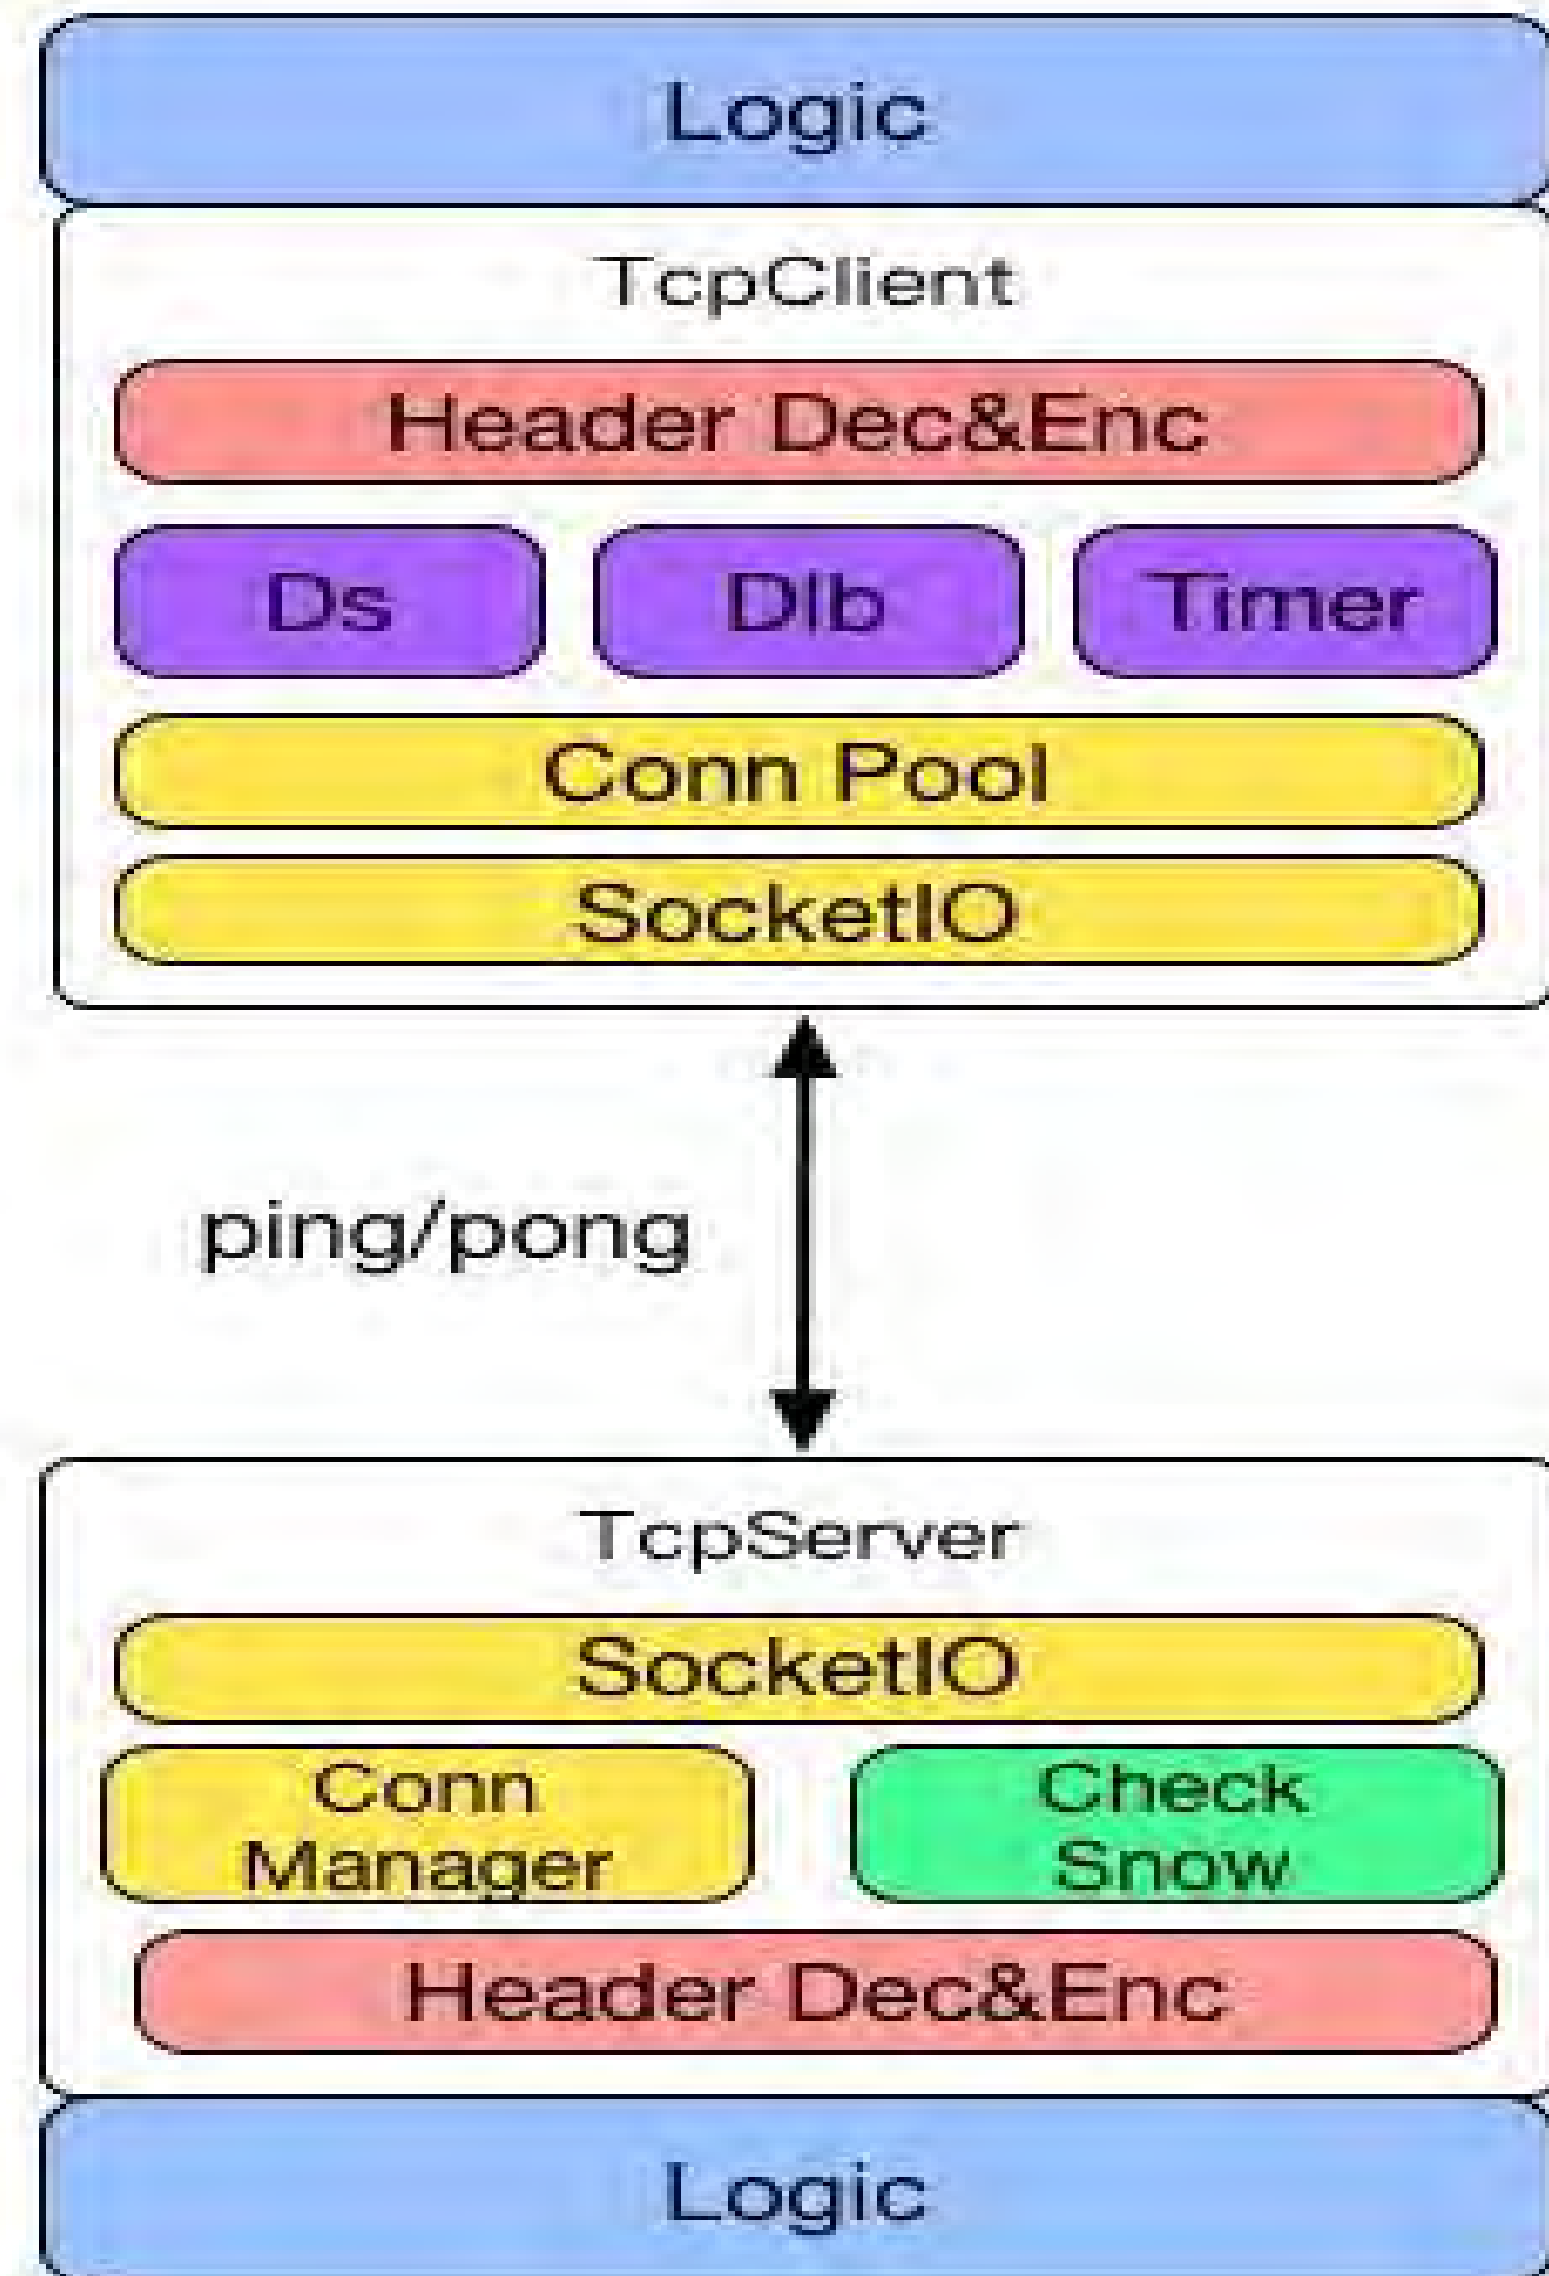 Logic
TcpClient
Header Dec&Enc
Ds
Dlb
Timer
Conn Pool
SocketIO
ping/pong
TcpServer
SocketIO
Conn
Manager
Check
Snow
Header Dec&Enc
Logic